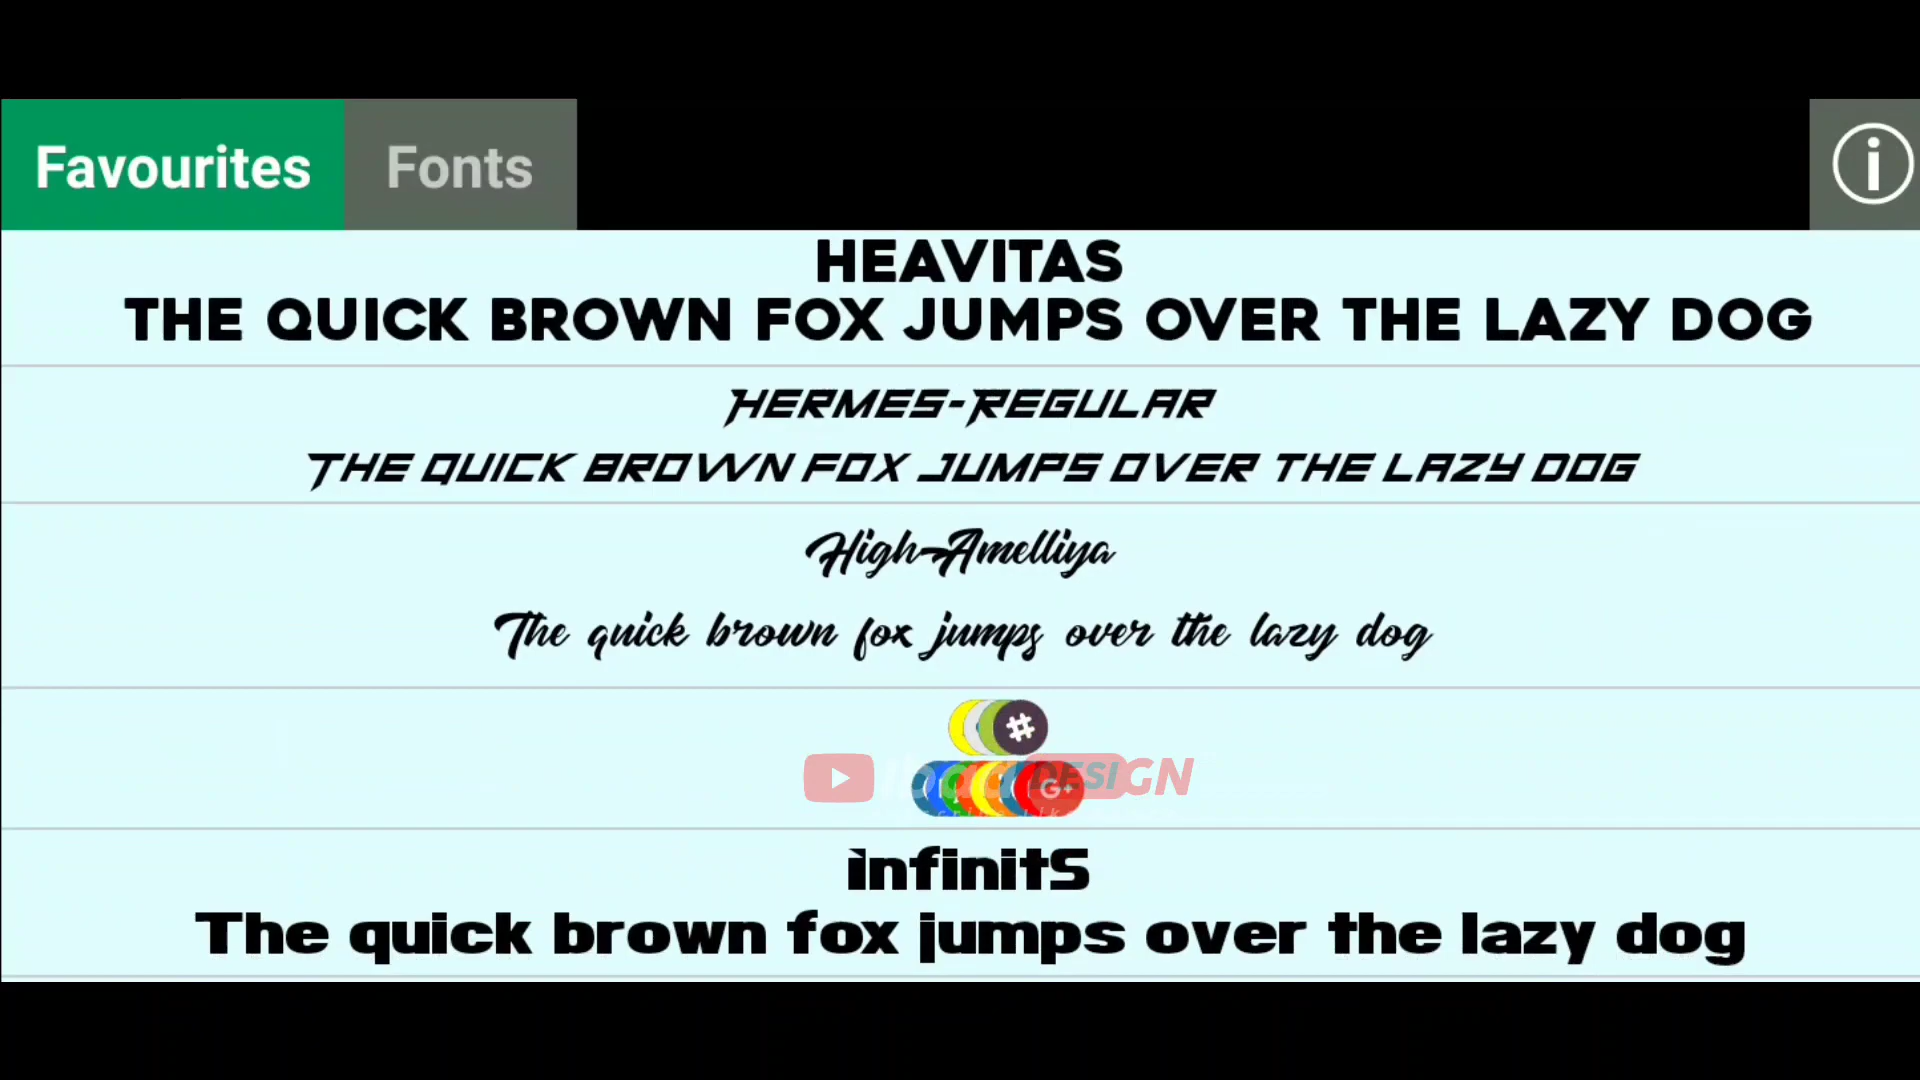 Favourites
Fonts
HEAVITAS
THE QUICK BROWN FOX JUMPS OVER THE LAZY DOG
HERMES-REGULAR
THE QUICK BROWN FOX JUMPS OVER THE LAZY DOG
High-Amelliya
The quick brown fox jumps over the lazy dog
#
DESIGN
G+
infinitS
The quick brown fox jumps over the lazy dog